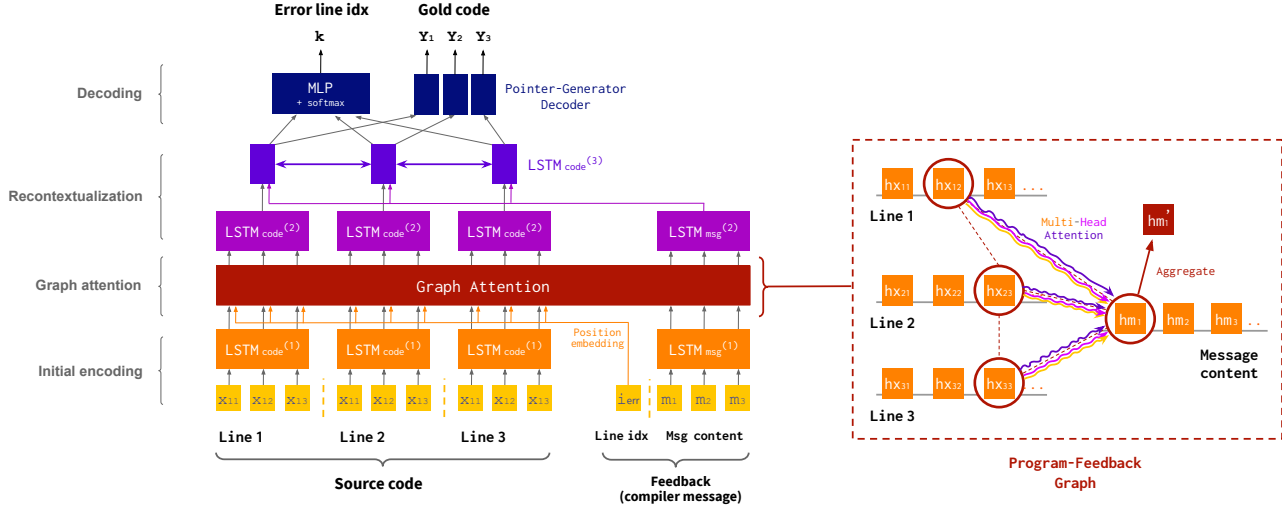 Error line idx
Gold code
k
Y1 Y2 Y3
Decoding
MLP
+ softmax
Pointer-Generator
Decoder
Recontextualization
LSTM code(3)
LSTM code(2)
LSTM code(2)
LSTM code(2)
LSTM msg(2)
Graph attention
Graph Attention
Position
embedding
Initial encoding
LSTM code(1)
LSTM code(1)
LSTM code(1)
LSTM msg(1)
x11 x12 x13
x11 x12 x13
x11 x12 x13
ierr
m1 m2 m3
Line 1
Line 2
Line 3
Line idx
Msg content
Source code
Feedback
(compiler message)
hx11 hx12 hx13 ...
Line 1
Multi-Head
Attention
hm1'
Aggregate
hx21 hx22 hx23 ...
Line 2
hm1 hm2 hm3 ..
Message
content
hx31 hx32 hx33 ...
Line 3
Program-Feedback
Graph